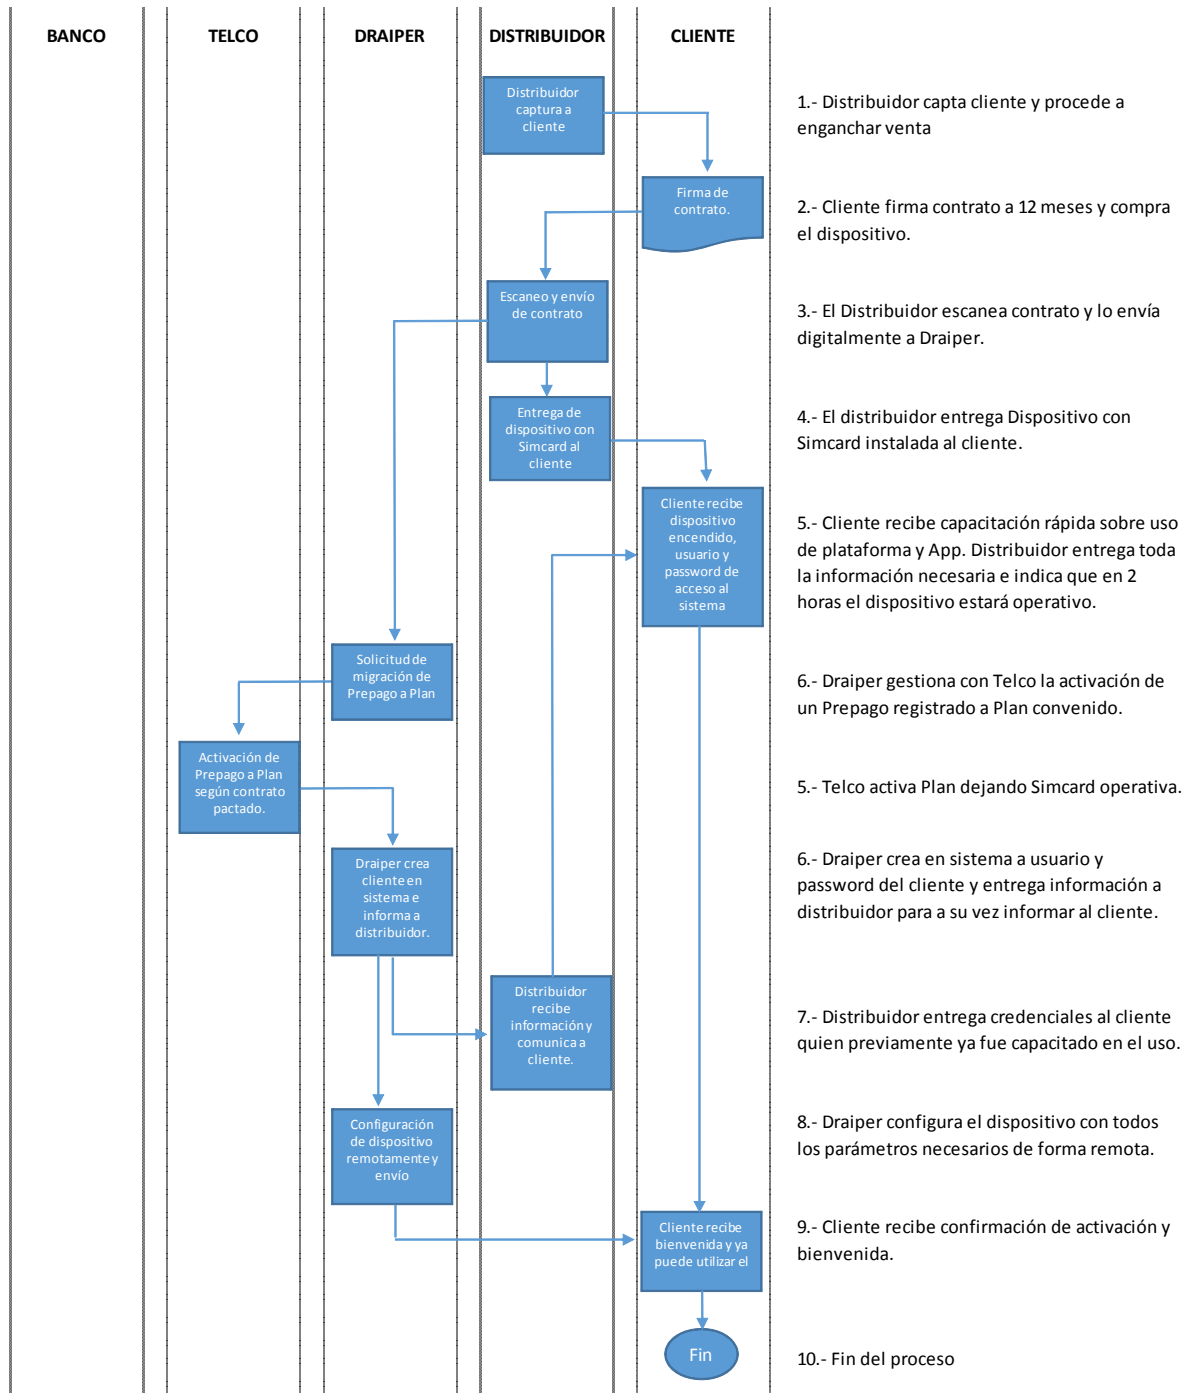 BANCO
TELCO
DRAIPER
DISTRIBUIDOR
CLIENTE
Distribuidor
captura a
cliente
1.- Distribuidor capta cliente y procede a
enganchar venta
Firma de
contrato.
2.- Cliente firma contrato a 12 meses y compra
el dispositivo.
Escaneo y envío
de contrato
3.- El Distribuidor escanea contrato y lo envía
digitalmente a Draiper.
Entrega de
dispositivo con
Simcard al
cliente
4.- El distribuidor entrega Dispositivo con
Simcard instalada al cliente.
Cliente recibe
dispositivo
encendido,
usuario y
password de
acceso al
sistema
5.- Cliente recibe capacitación rápida sobre uso
de plataforma y App. Distribuidor entrega toda
la información necesaria e indica que en 2
horas el dispositivo estará operativo.
Solicitud de
migración de
Prepago a Plan
6.- Draiper gestiona con Telco la activación de
un Prepago registrado a Plan convenido.
Activación de
Prepago a Plan
según contrato
pactado.
5.- Telco activa Plan dejando Simcard operativa.
Draiper crea
cliente en
sistema e
informa a
distribuidor.
6.- Draiper crea en sistema a usuario y
password del cliente y entrega información a
distribuidor para a su vez informar al cliente.
Distribuidor
recibe
información y
comunica a
cliente.
7.- Distribuidor entrega credenciales al cliente
quien previamente ya fue capacitado en el uso.
Configuración
de dispositivo
remotamente y
envío
8.- Draiper configura el dispositivo con todos
los parámetros necesarios de forma remota.
Cliente recibe
bienvenida y ya
puede utilizar el
9.- Cliente recibe confirmación de activación y
bienvenida.
Fin
10.- Fin del proceso